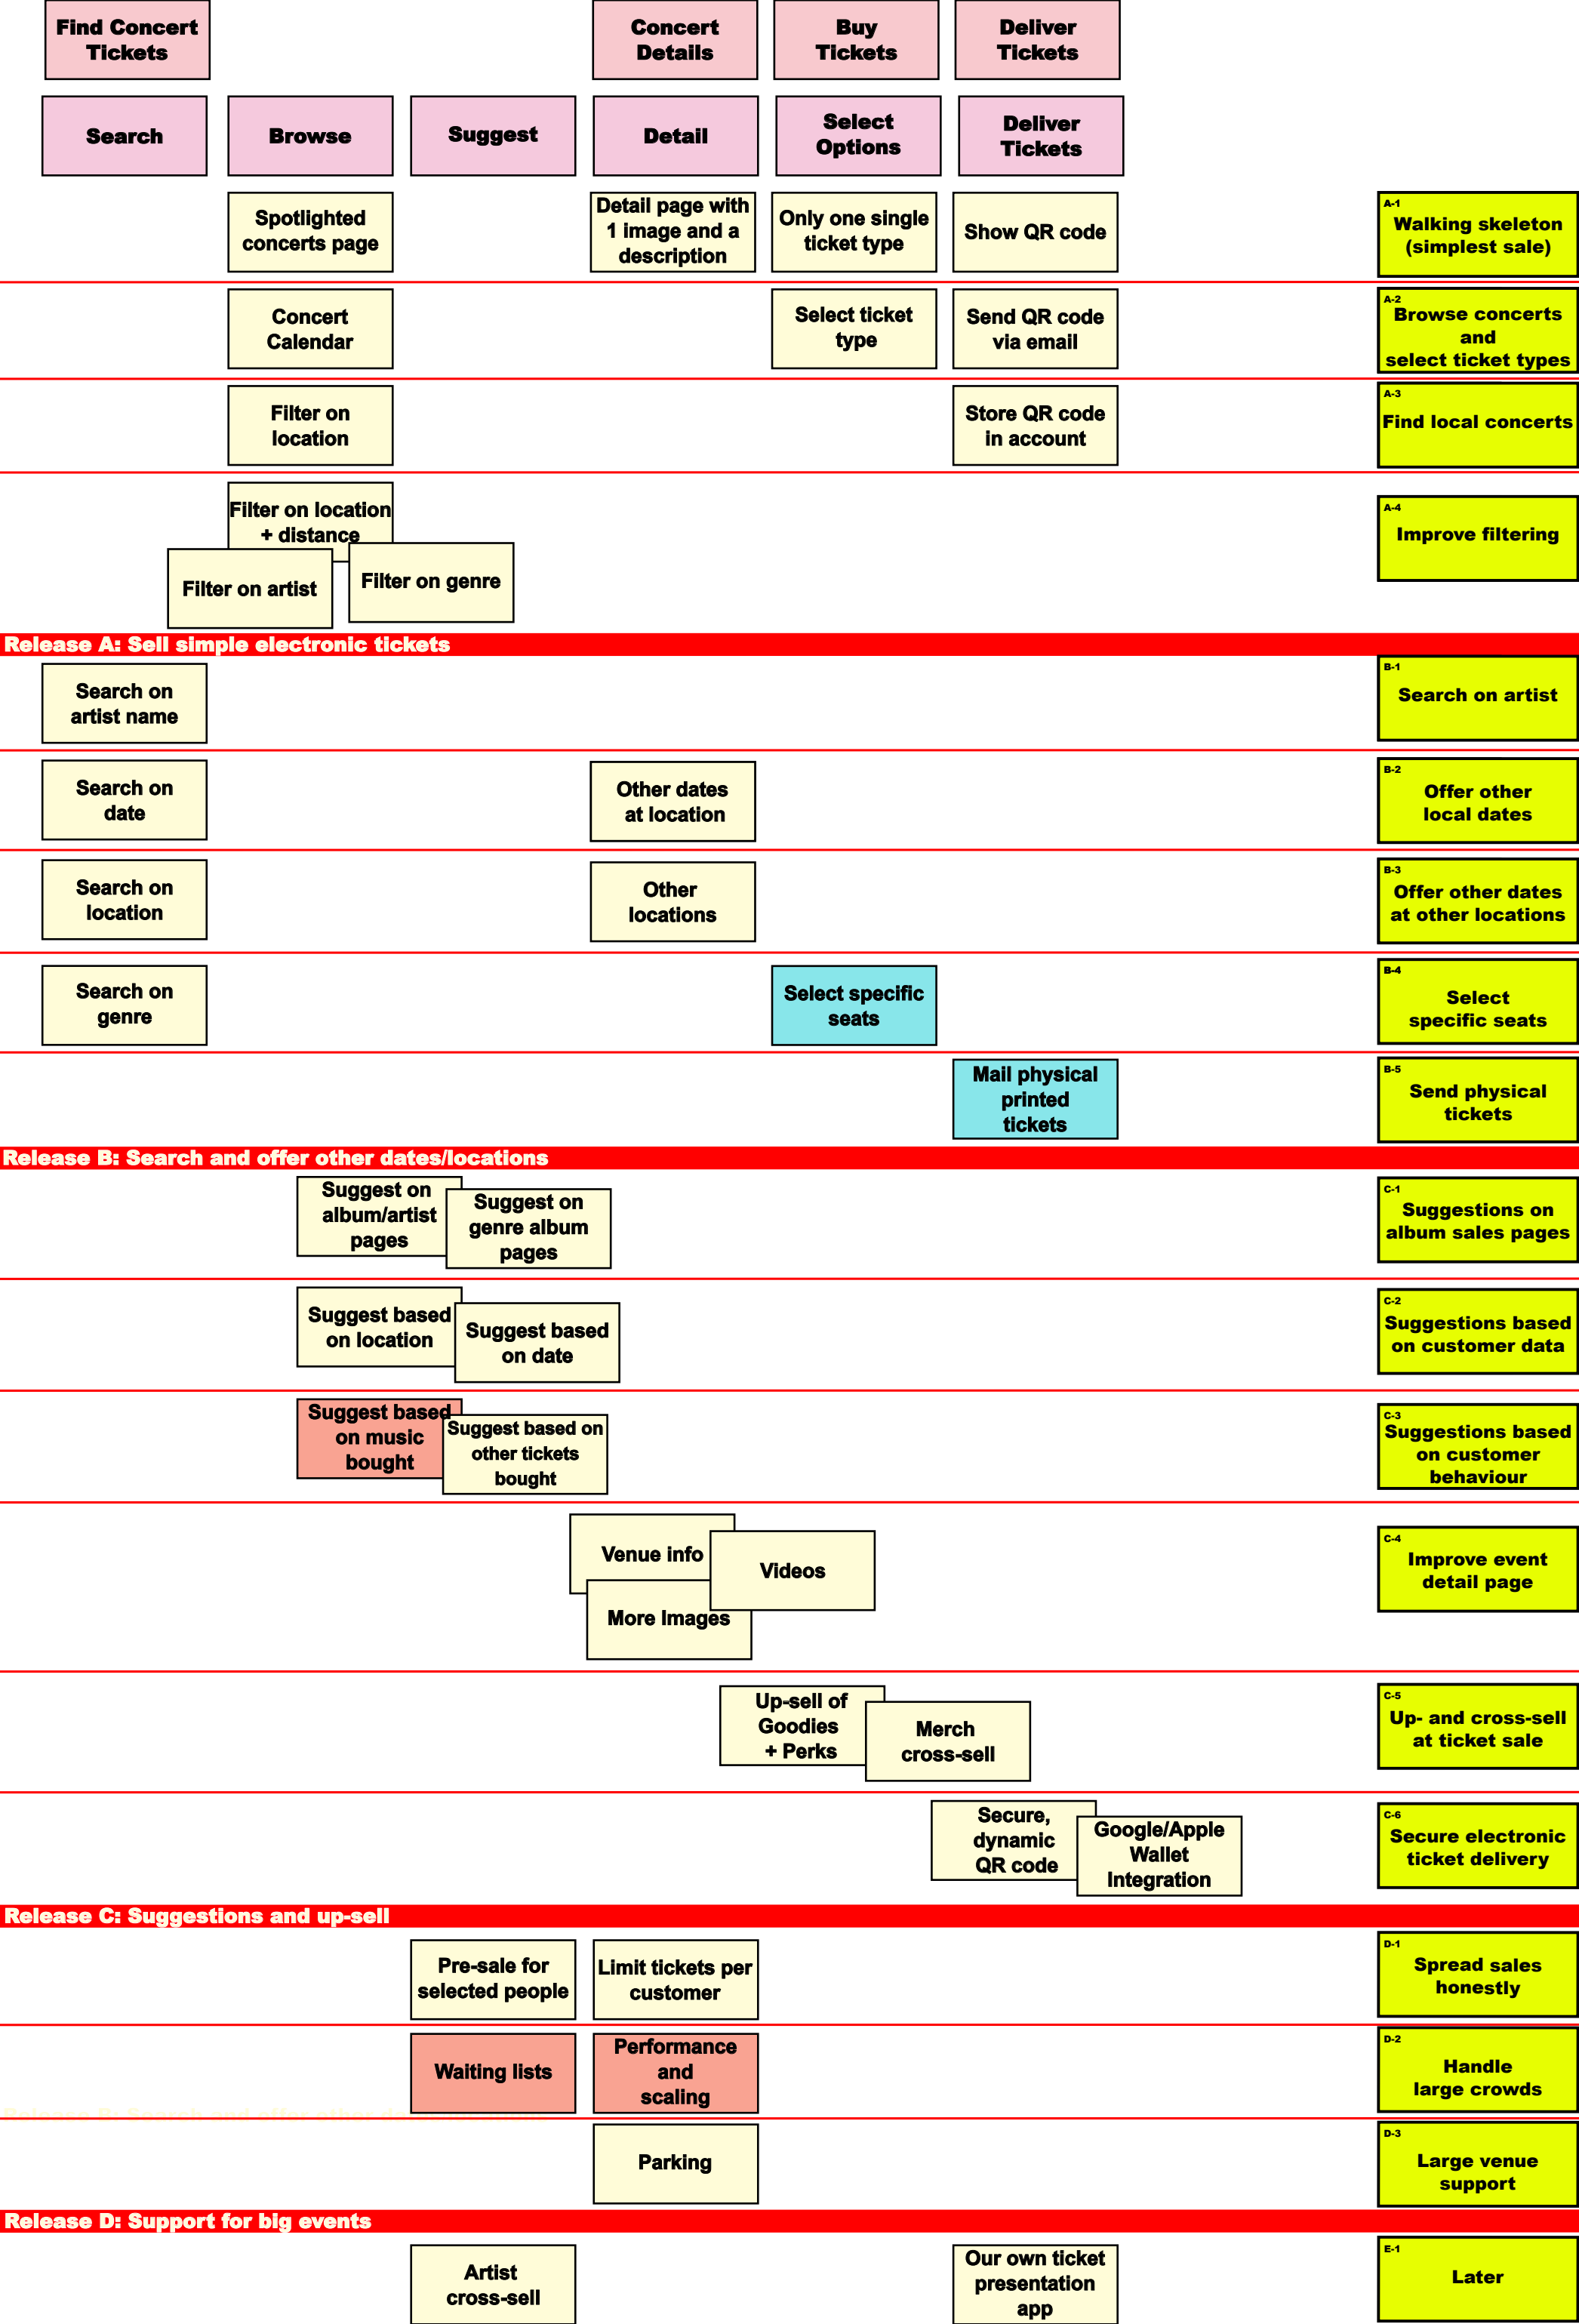 Find Concert
Tickets
Concert
Details
Buy
Tickets
Deliver
Tickets
Search
Browse
Suggest
Detail
Select
Options
Deliver
Tickets
Spotlighted
concerts page
Detail page with
1 image and a
description
Only one single
ticket type
Show QR code
A-1
Walking skeleton
(simplest sale)
Concert
Calendar
Select ticket
type
Send QR code
via email
A-2
Browse concerts
and
select ticket types
Filter on
location
Store QR code
in account
A-3
Find local concerts
Filter on location
+ distance
Filter on artist
Filter on genre
A-4
Improve filtering
Release A: Sell simple electronic tickets
Search on
artist name
B-1
Search on artist
Search on
date
Other dates
at location
B-2
Offer other
local dates
Search on
location
Other
locations
B-3
Offer other dates
at other locations
Search on
genre
Select specific
seats
B-4
Select
specific seats
Mail physical
printed
tickets
B-5
Send physical
tickets
Release B: Search and offer other dates/locations
Suggest on
album/artist
pages
Suggest on
genre album
pages
C-1
Suggestions on
album sales pages
Suggest based
on location
Suggest based
on date
C-2
Suggestions based
on customer data
Suggest based
on music
bought
Suggest based on
other tickets
bought
C-3
Suggestions based
on customer
behaviour
Venue info
Videos
More Images
C-4
Improve event
detail page
Up-sell of
Goodies
+ Perks
Merch
cross-sell
C-5
Up- and cross-sell
at ticket sale
Secure,
dynamic
QR code
Google/Apple
Wallet
Integration
C-6
Secure electronic
ticket delivery
Release C: Suggestions and up-sell
Pre-sale for
selected people
Limit tickets per
customer
D-1
Spread sales
honestly
Waiting lists
Performance
and
scaling
D-2
Handle
large crowds
Release B: Search and offer other dates/locations
Parking
D-3
Large venue
support
Release D: Support for big events
Artist
cross-sell
Our own ticket
presentation
app
E-1
Later